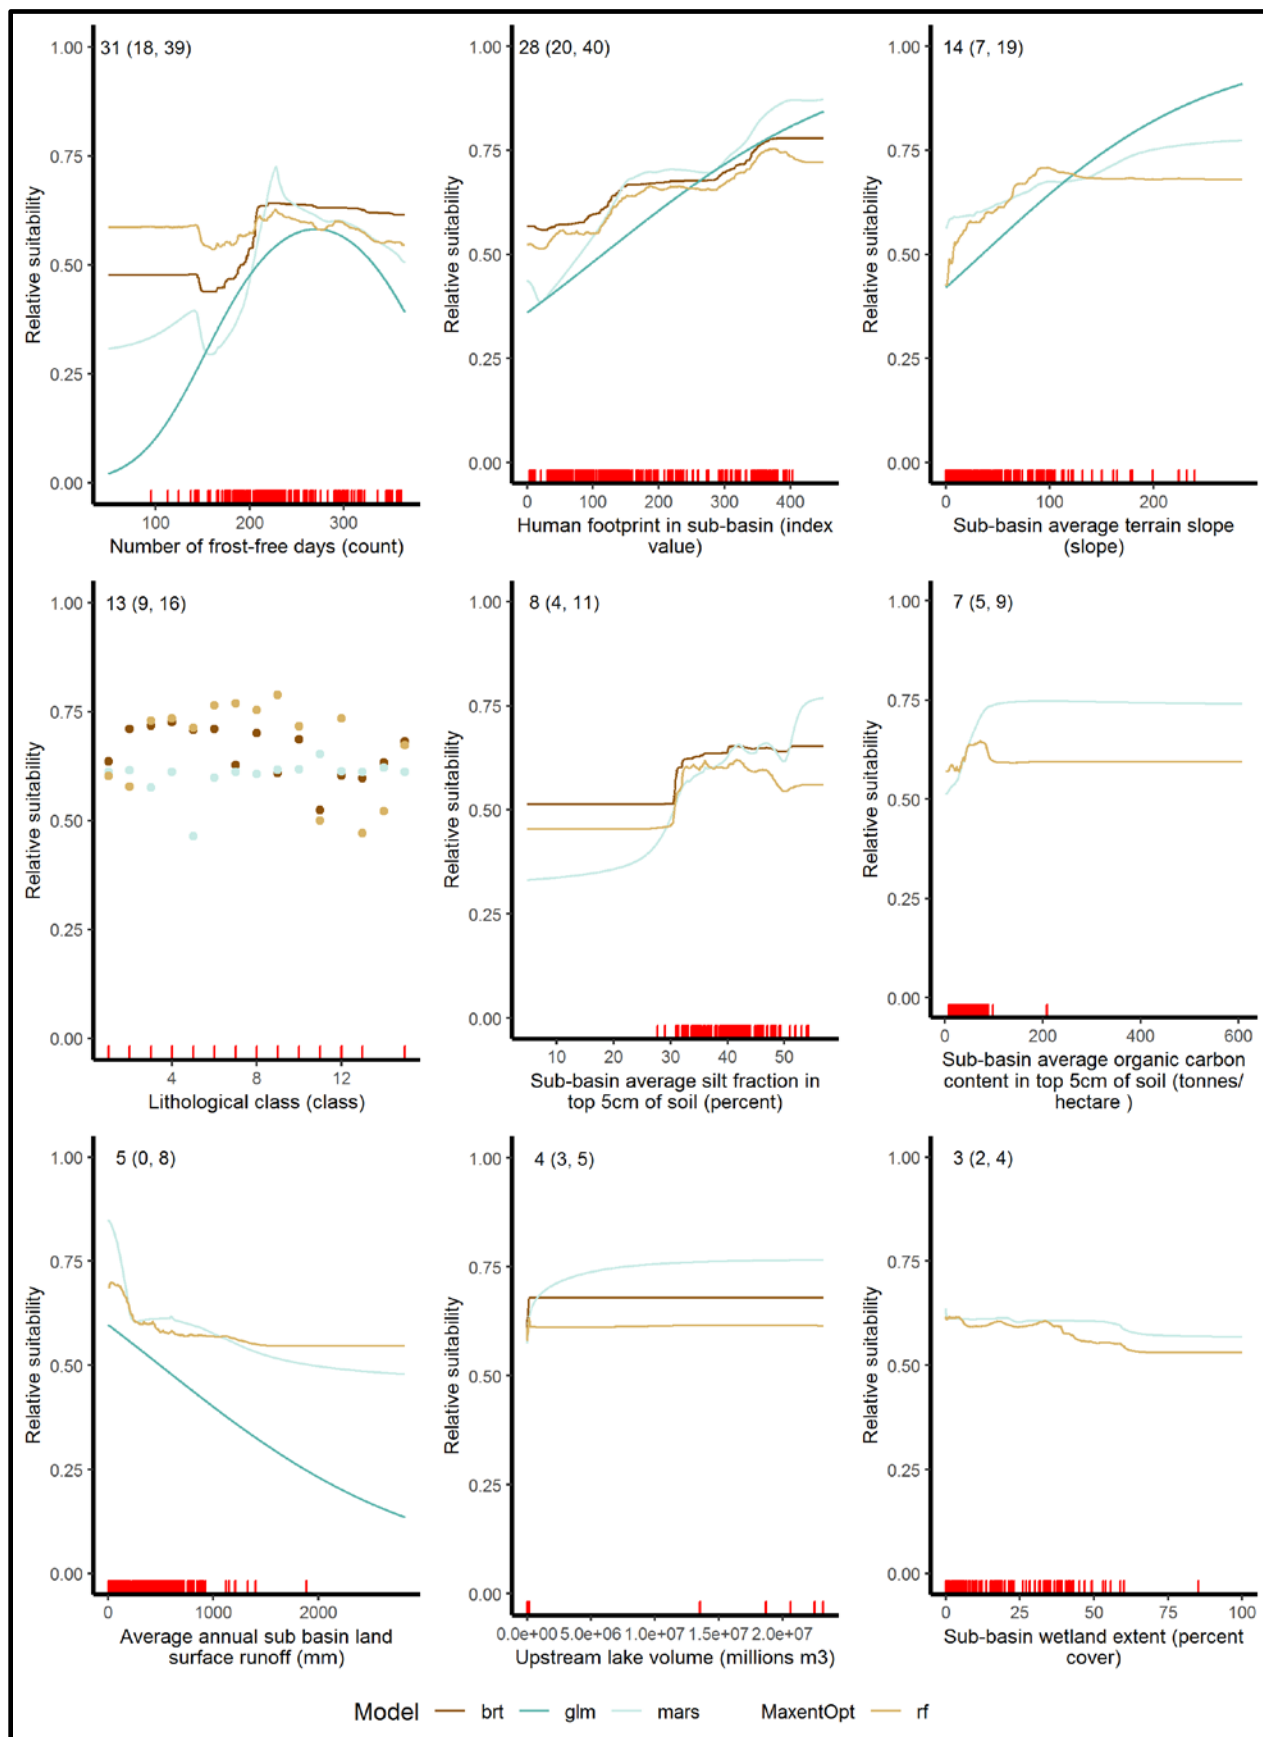 31 (18, 39)
1.00
0.75
0.50
0.25
0.00
Relative suitability
100 200 300
Number of frost-free days (count)
28 (20, 40)
1.00
0.75
0.50
0.25
0.00
Relative suitability
0 100 200 300 400
Human footprint in sub-basin (index
value)
14 (7, 19)
1.00
0.75
0.50
0.25
0.00
Relative suitability
0 100 200
Sub-basin average terrain slope
(slope)
13 (9, 16)
1.00
0.75
0.50
0.25
0.00
Relative suitability
4 8 12
Lithological class (class)
8 (4, 11)
1.00
0.75
0.50
0.25
0.00
Relative suitability
10 20 30 40 50
Sub-basin average silt fraction in
top 5cm of soil (percent)
7 (5, 9)
1.00
0.75
0.50
0.25
0.00
Relative suitability
0 200 400 600
Sub-basin average organic carbon
content in top 5cm of soil (tonnes/
hectare )
5 (0, 8)
1.00
0.75
0.50
0.25
0.00
Relative suitability
0 1000 2000
Average annual sub basin land
surface runoff (mm)
4 (3, 5)
1.00
0.75
0.50
0.25
0.00
Relative suitability
0.0e+00 5.0e+06 1.0e+07 1.5e+07 2.0e+07
Upstream lake volume (millions m3)
3 (2, 4)
1.00
0.75
0.50
0.25
0.00
Relative suitability
0 25 50 75 100
Sub-basin wetland extent (percent
cover)
Model brt glm mars MaxentOpt rf